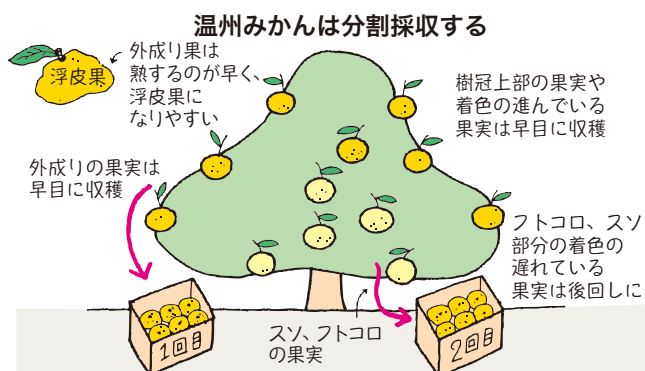 温州みかんは分割採収する
浮皮果
外成り果は
熟するのが早く、
浮皮果に
なりやすい
樹冠上部の果実や
着色の進んでいる
果実は早目に収穫
外成りの果実は
早目に収穫
フトコロ、スソ
部分の着色の
遅れている
果実は後回しに
スソ、フトコロ
の果実
1回目
2回目